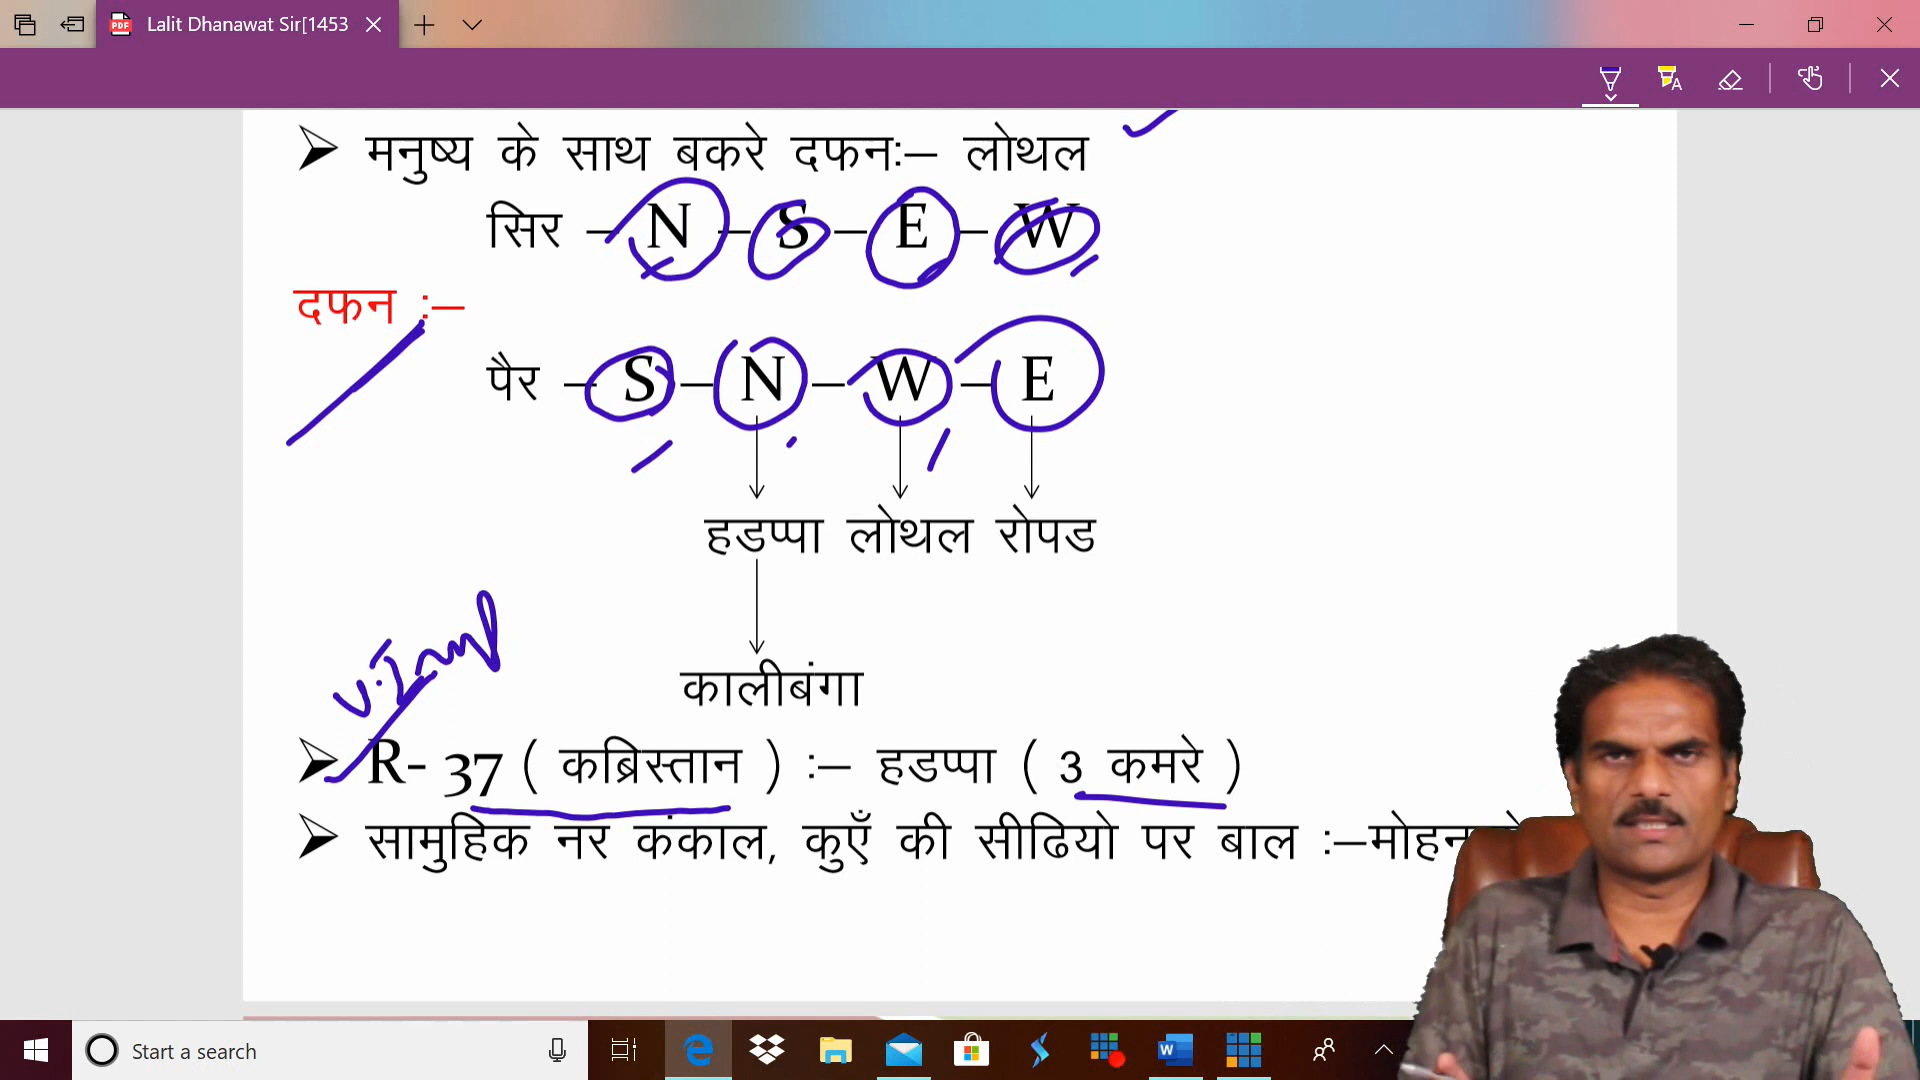 Lalit Dhanawat Sir[1453
मनुष्य के साथ बकरे दफन:– लोथल
सिर – N – S – E – W
दफन :–
पैर – S – N – W – E
हडप्पा लोथल रोपड
कालीबंगा
V. Imp
R- 37 ( कब्रिस्तान ) :– हडप्पा ( 3 कमरे )
सामुहिक नर कंकाल, कुएँ की सीढियो पर बाल :–
Start a search